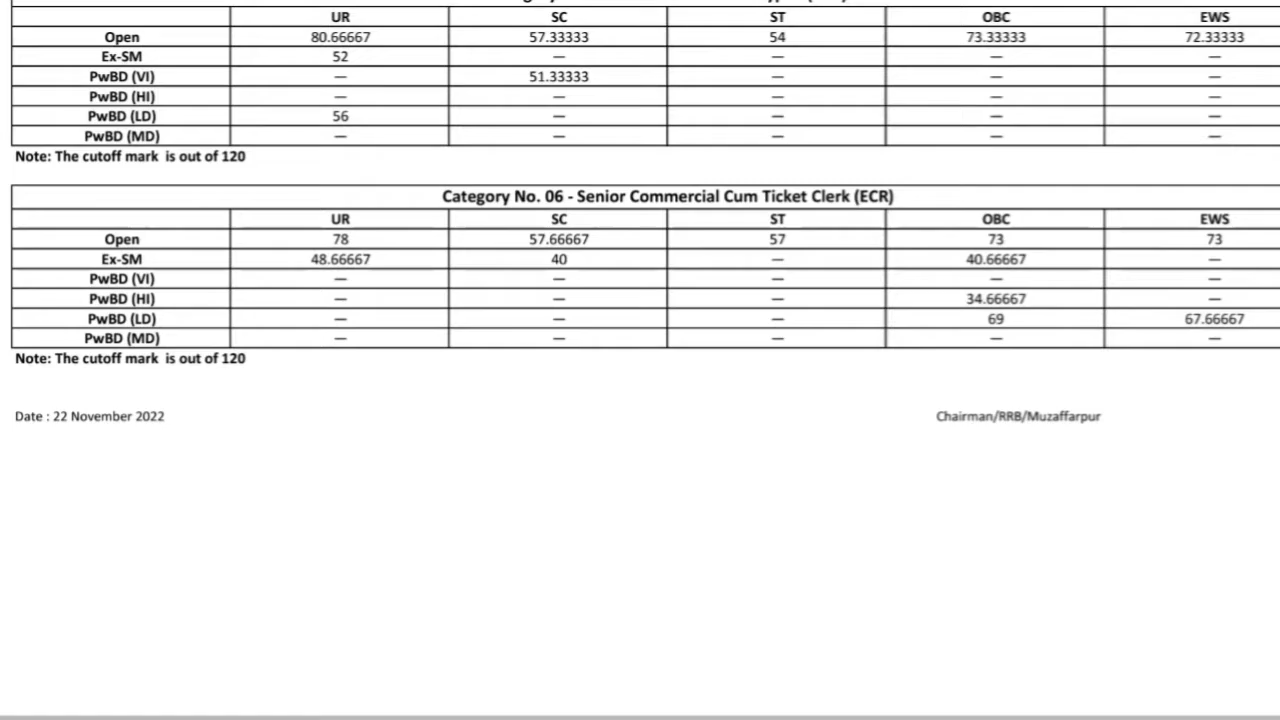 UR SC ST OBC EWS
Open 80.66667 57.33333 54 73.33333 72.33333
Ex-SM 52 — — — —
PwBD (VI) — 51.33333 — — —
PwBD (HI) — — — — —
PwBD (LD) 56 — — — —
PwBD (MD) — — — — —
Note: The cutoff mark is out of 120
Category No. 06 - Senior Commercial Cum Ticket Clerk (ECR)
UR SC ST OBC EWS
Open 78 57.66667 57 73 73
Ex-SM 48.66667 40 — 40.66667 —
PwBD (VI) — — — — —
PwBD (HI) — — — 34.66667 —
PwBD (LD) — — — 69 67.66667
PwBD (MD) — — — — —
Note: The cutoff mark is out of 120
Date : 22 November 2022 Chairman/RRB/Muzaffarpur